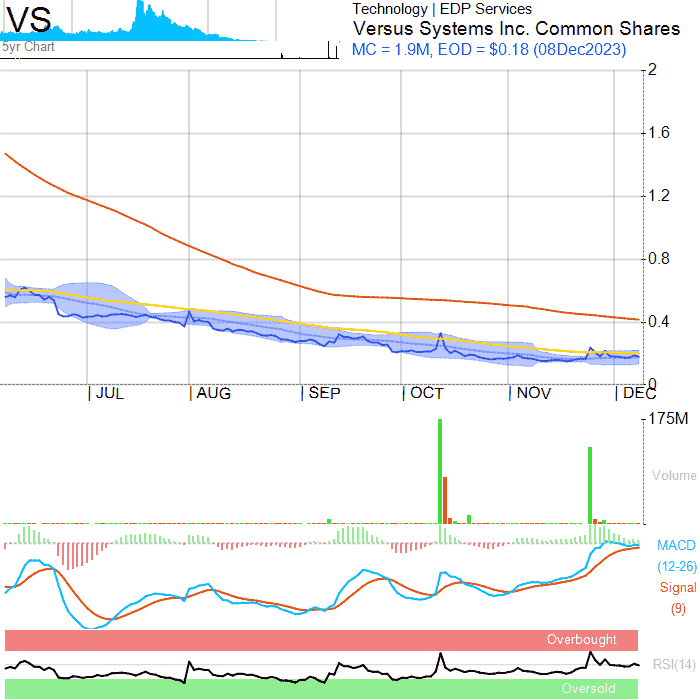 VS
5yr Chart
Technology | EDP Services
Versus Systems Inc. Common Shares
MC = 1.9M, EOD = $0.18 (08Dec2023)
2
1.6
1.2
0.8
0.4
0
JUL AUG SEP OCT NOV DEC
175M
Volume
MACD
(12-26)
Signal
(9)
Overbought
RSI(14)
Oversold